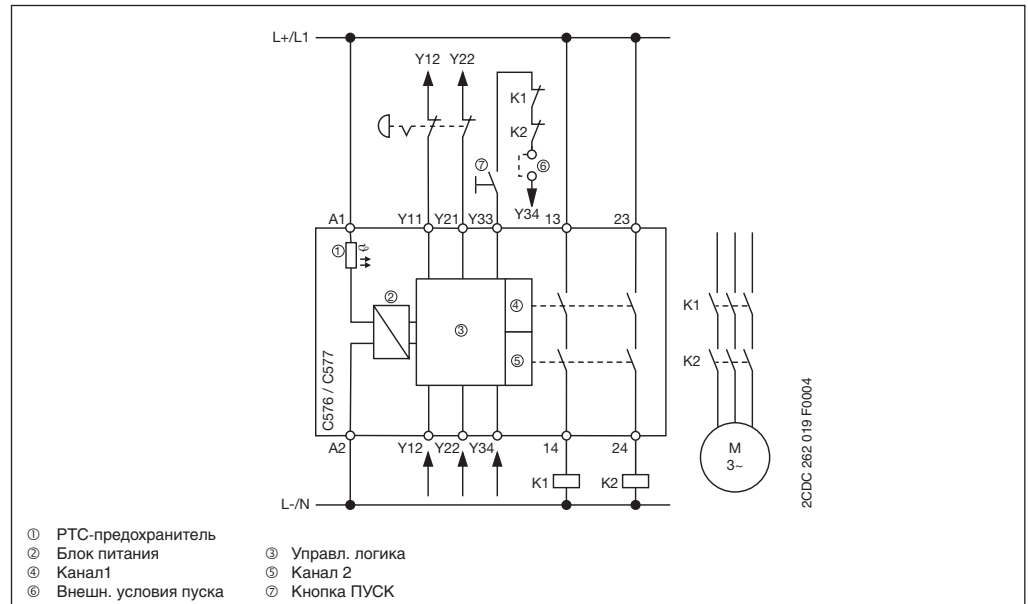 L+/L1
Y12 Y22
K1
K2
⑦ ⑥
Y34
A1 Y11 Y21 Y33 13 23
①
②
③
④
⑤
K1
K2
C576 / C577
A2 Y12 Y22 Y34 14 24
K1 K2
M
3~
L-/N
2CDC 262 019 F0004
① PTC-предохранитель
② Блок питания ③ Управл. логика
④ Канал1 ⑤ Канал 2
⑥ Внешн. условия пуска ⑦ Кнопка ПУСК